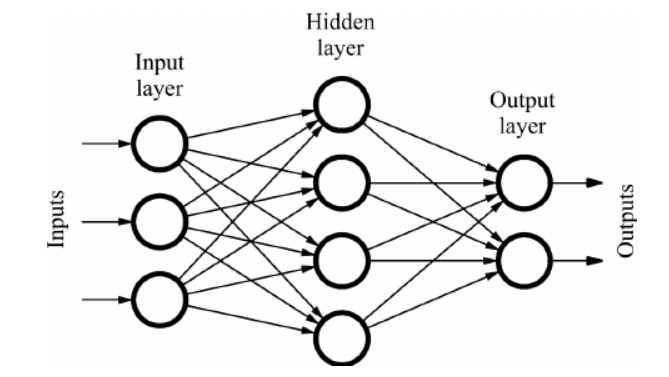 Hidden
layer
Input
layer
Output
layer
Inputs
Outputs